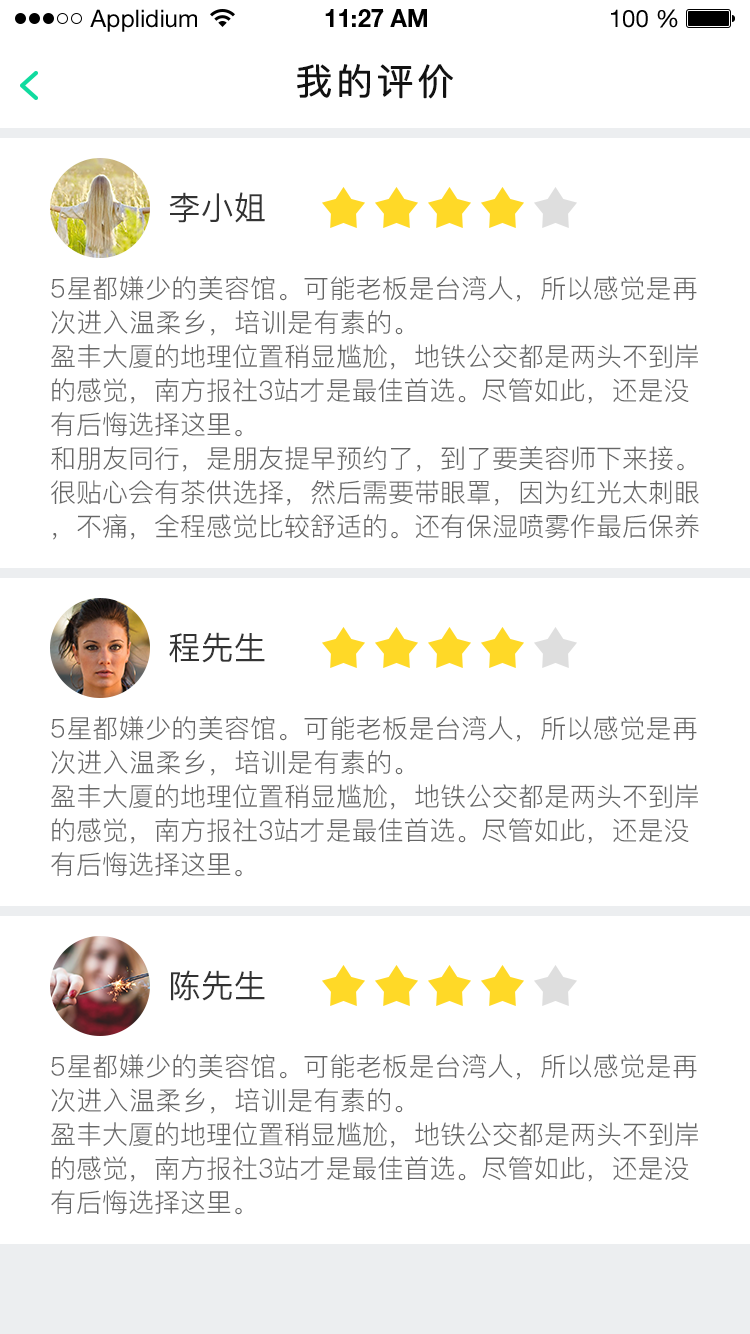 Applidium 11:27 AM 100 %
我的评价
李小姐
5星都嫌少的美容馆。可能老板是台湾人，所以感觉是再
次进入温柔乡，培训是有素的。
盈丰大厦的地理位置稍显尴尬，地铁公交都是两头不到岸
的感觉，南方报社3站才是最佳首选。尽管如此，还是没
有后悔选择这里。
和朋友同行，是朋友提早预约了，到了要美容师下来接。
很贴心会有茶供选择，然后需要带眼罩，因为红光太刺眼
，不痛，全程感觉比较舒适的。还有保湿喷雾作最后保养
程先生
5星都嫌少的美容馆。可能老板是台湾人，所以感觉是再
次进入温柔乡，培训是有素的。
盈丰大厦的地理位置稍显尴尬，地铁公交都是两头不到岸
的感觉，南方报社3站才是最佳首选。尽管如此，还是没
有后悔选择这里。
陈先生
5星都嫌少的美容馆。可能老板是台湾人，所以感觉是再
次进入温柔乡，培训是有素的。
盈丰大厦的地理位置稍显尴尬，地铁公交都是两头不到岸
的感觉，南方报社3站才是最佳首选。尽管如此，还是没
有后悔选择这里。